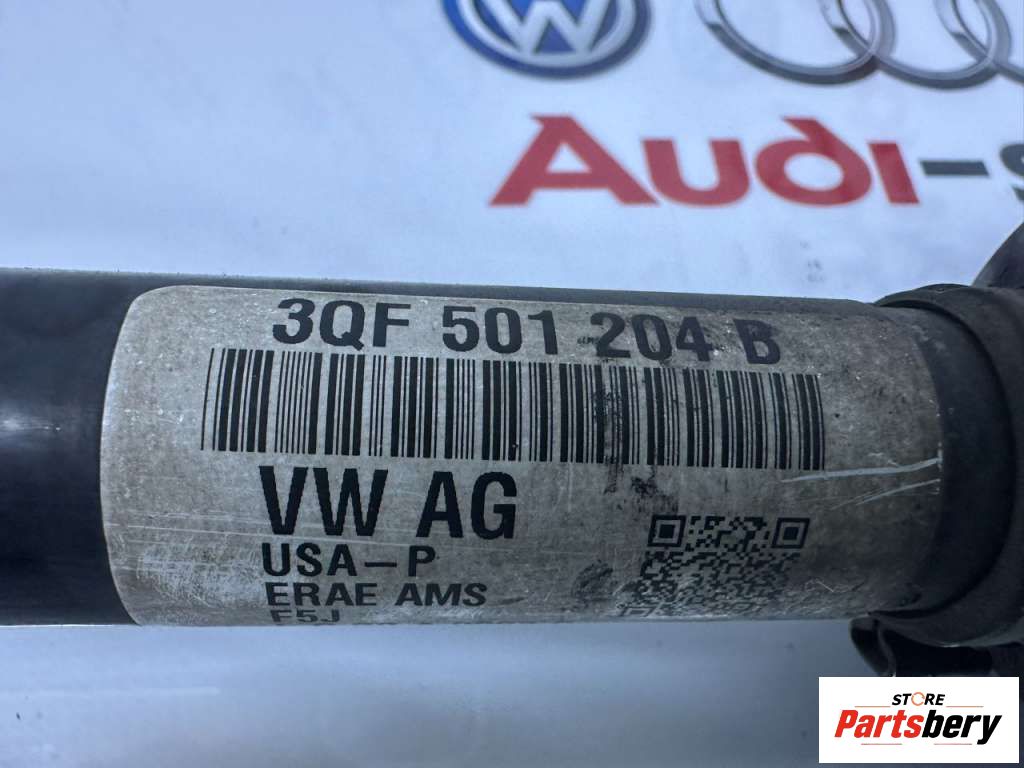 AUDI-
3QF 501 204 B
VW AG
USA-P
ERAE AMS
F5J
STORE
Partsbery